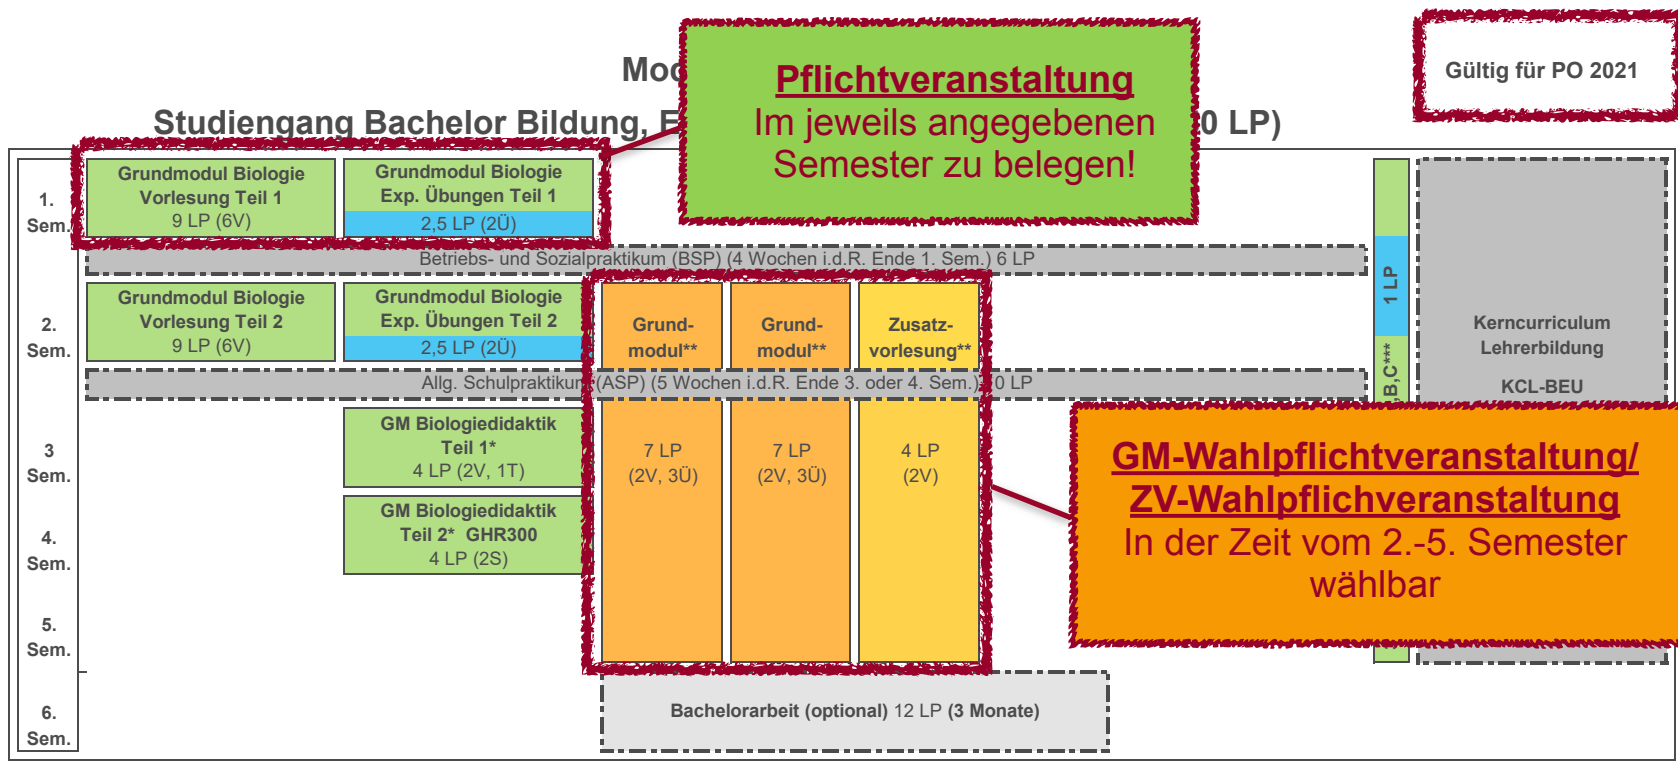 Gültig für PO 2021
Studiengang Bachelor Bildung,
LP)
Pflichtveranstaltung
Im jeweils angegebenen
Semester zu belegen!
1.
Sem.
Grundmodul Biologie
Vorlesung Teil 1
9 LP (6V)
Grundmodul Biologie
Exp. Übungen Teil 1
2,5 LP (2Ü)
Betriebs- und Sozialpraktikum (BSP) (4 Wochen i.d.R. Ende 1. Sem.) 6 LP
2.
Sem.
Grundmodul Biologie
Vorlesung Teil 2
9 LP (6V)
Grundmodul Biologie
Exp. Übungen Teil 2
2,5 LP (2Ü)
Grund-
modul**
Grund-
modul**
Zusatz-
vorlesung**
Allg. Schulpraktikum (ASP) (5 Wochen i.d.R. Ende 3. oder 4. Sem.) LP
3
Sem.
GM Biologiedidaktik
Teil 1*
4 LP (2V, 1T)
7 LP
(2V, 3Ü)
7 LP
(2V, 3Ü)
4 LP
(2V)
4.
Sem.
GM Biologiedidaktik
Teil 2* GHR300
4 LP (2S)
5.
Sem.
6.
Sem.
Bachelorarbeit (optional) 12 LP (3 Monate)
1 LP
B,C***
Kerncurriculum
Lehrerbildung
KCL-BEU
GM-Wahlpflichtveranstaltung/
ZV-Wahlpflichveranstaltung
In der Zeit vom 2.-5. Semester
wählbar